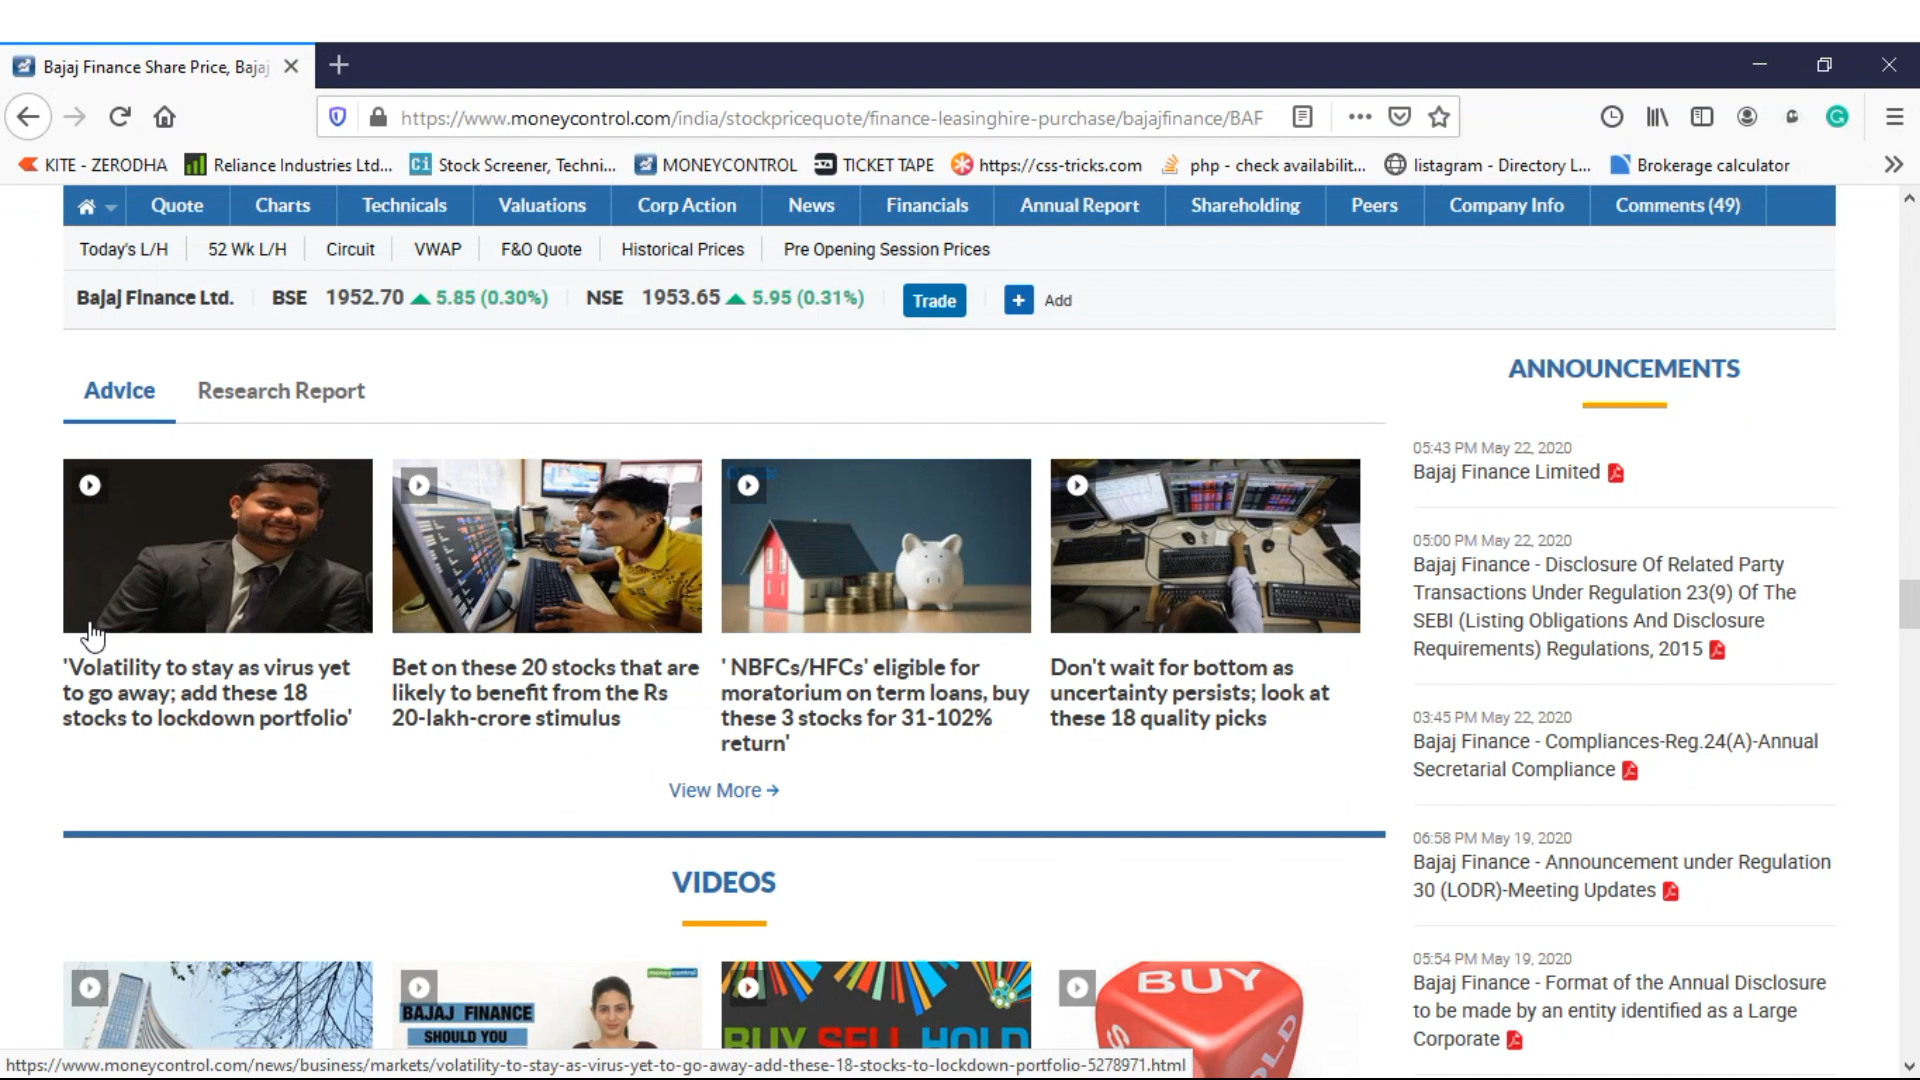 Bajaj Finance Share Price, Bajaj
https://www.moneycontrol.com/india/stockpricequote/finance-leasinghire-purchase/bajajfinance/BAF
KITE - ZERODHA Reliance Industries Ltd... Ci Stock Screener, Techni... MONEYCONTROL TICKET TAPE https://css-tricks.com php - check availabilit... listagram - Directory L... Brokerage calculator
Quote Charts Technicals Valuations Corp Action News Financials Annual Report Shareholding Peers Company Info Comments (49)
Today's L/H 52 Wk L/H Circuit VWAP F&O Quote Historical Prices Pre Opening Session Prices
Bajaj Finance Ltd. BSE 1952.70 5.85 (0.30%) NSE 1953.65 5.95 (0.31%) Trade + Add
Advice Research Report
'Volatility to stay as virus yet
to go away; add these 18
stocks to lockdown portfolio'
Bet on these 20 stocks that are
likely to benefit from the Rs
20-lakh-crore stimulus
' NBFCs/HFCs' eligible for
moratorium on term loans, buy
these 3 stocks for 31-102%
return'
Don't wait for bottom as
uncertainty persists; look at
these 18 quality picks
View More
VIDEOS
moneycontrol
BAJAJ FINANCE
SHOULD YOU
BUY SELL HOLD
BUY
ANNOUNCEMENTS
05:43 PM May 22, 2020
Bajaj Finance Limited
05:00 PM May 22, 2020
Bajaj Finance - Disclosure Of Related Party
Transactions Under Regulation 23(9) Of The
SEBI (Listing Obligations And Disclosure
Requirements) Regulations, 2015
03:45 PM May 22, 2020
Bajaj Finance - Compliances-Reg.24(A)-Annual
Secretarial Compliance
06:58 PM May 19, 2020
Bajaj Finance - Announcement under Regulation
30 (LODR)-Meeting Updates
05:54 PM May 19, 2020
Bajaj Finance - Format of the Annual Disclosure
to be made by an entity identified as a Large
Corporate
https://www.moneycontrol.com/news/business/markets/volatility-to-stay-as-virus-yet-to-go-away-add-these-18-stocks-to-lockdown-portfolio-5278971.html